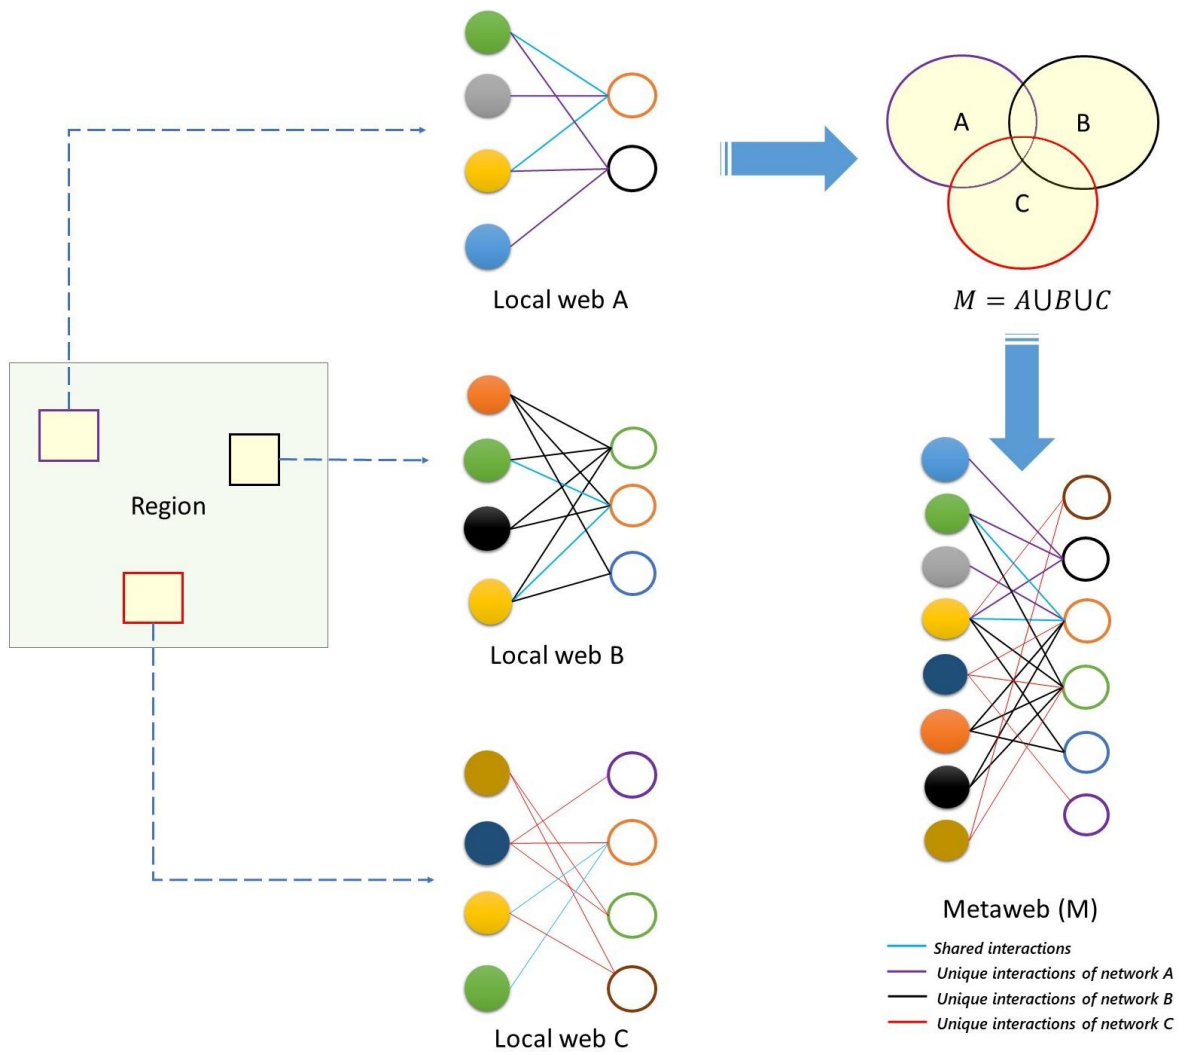 Local web A
A
B
C
M = A⋃B⋃C
Region
Local web B
Local web C
Metaweb (M)
Shared interactions
Unique interactions of network A
Unique interactions of network B
Unique interactions of network C